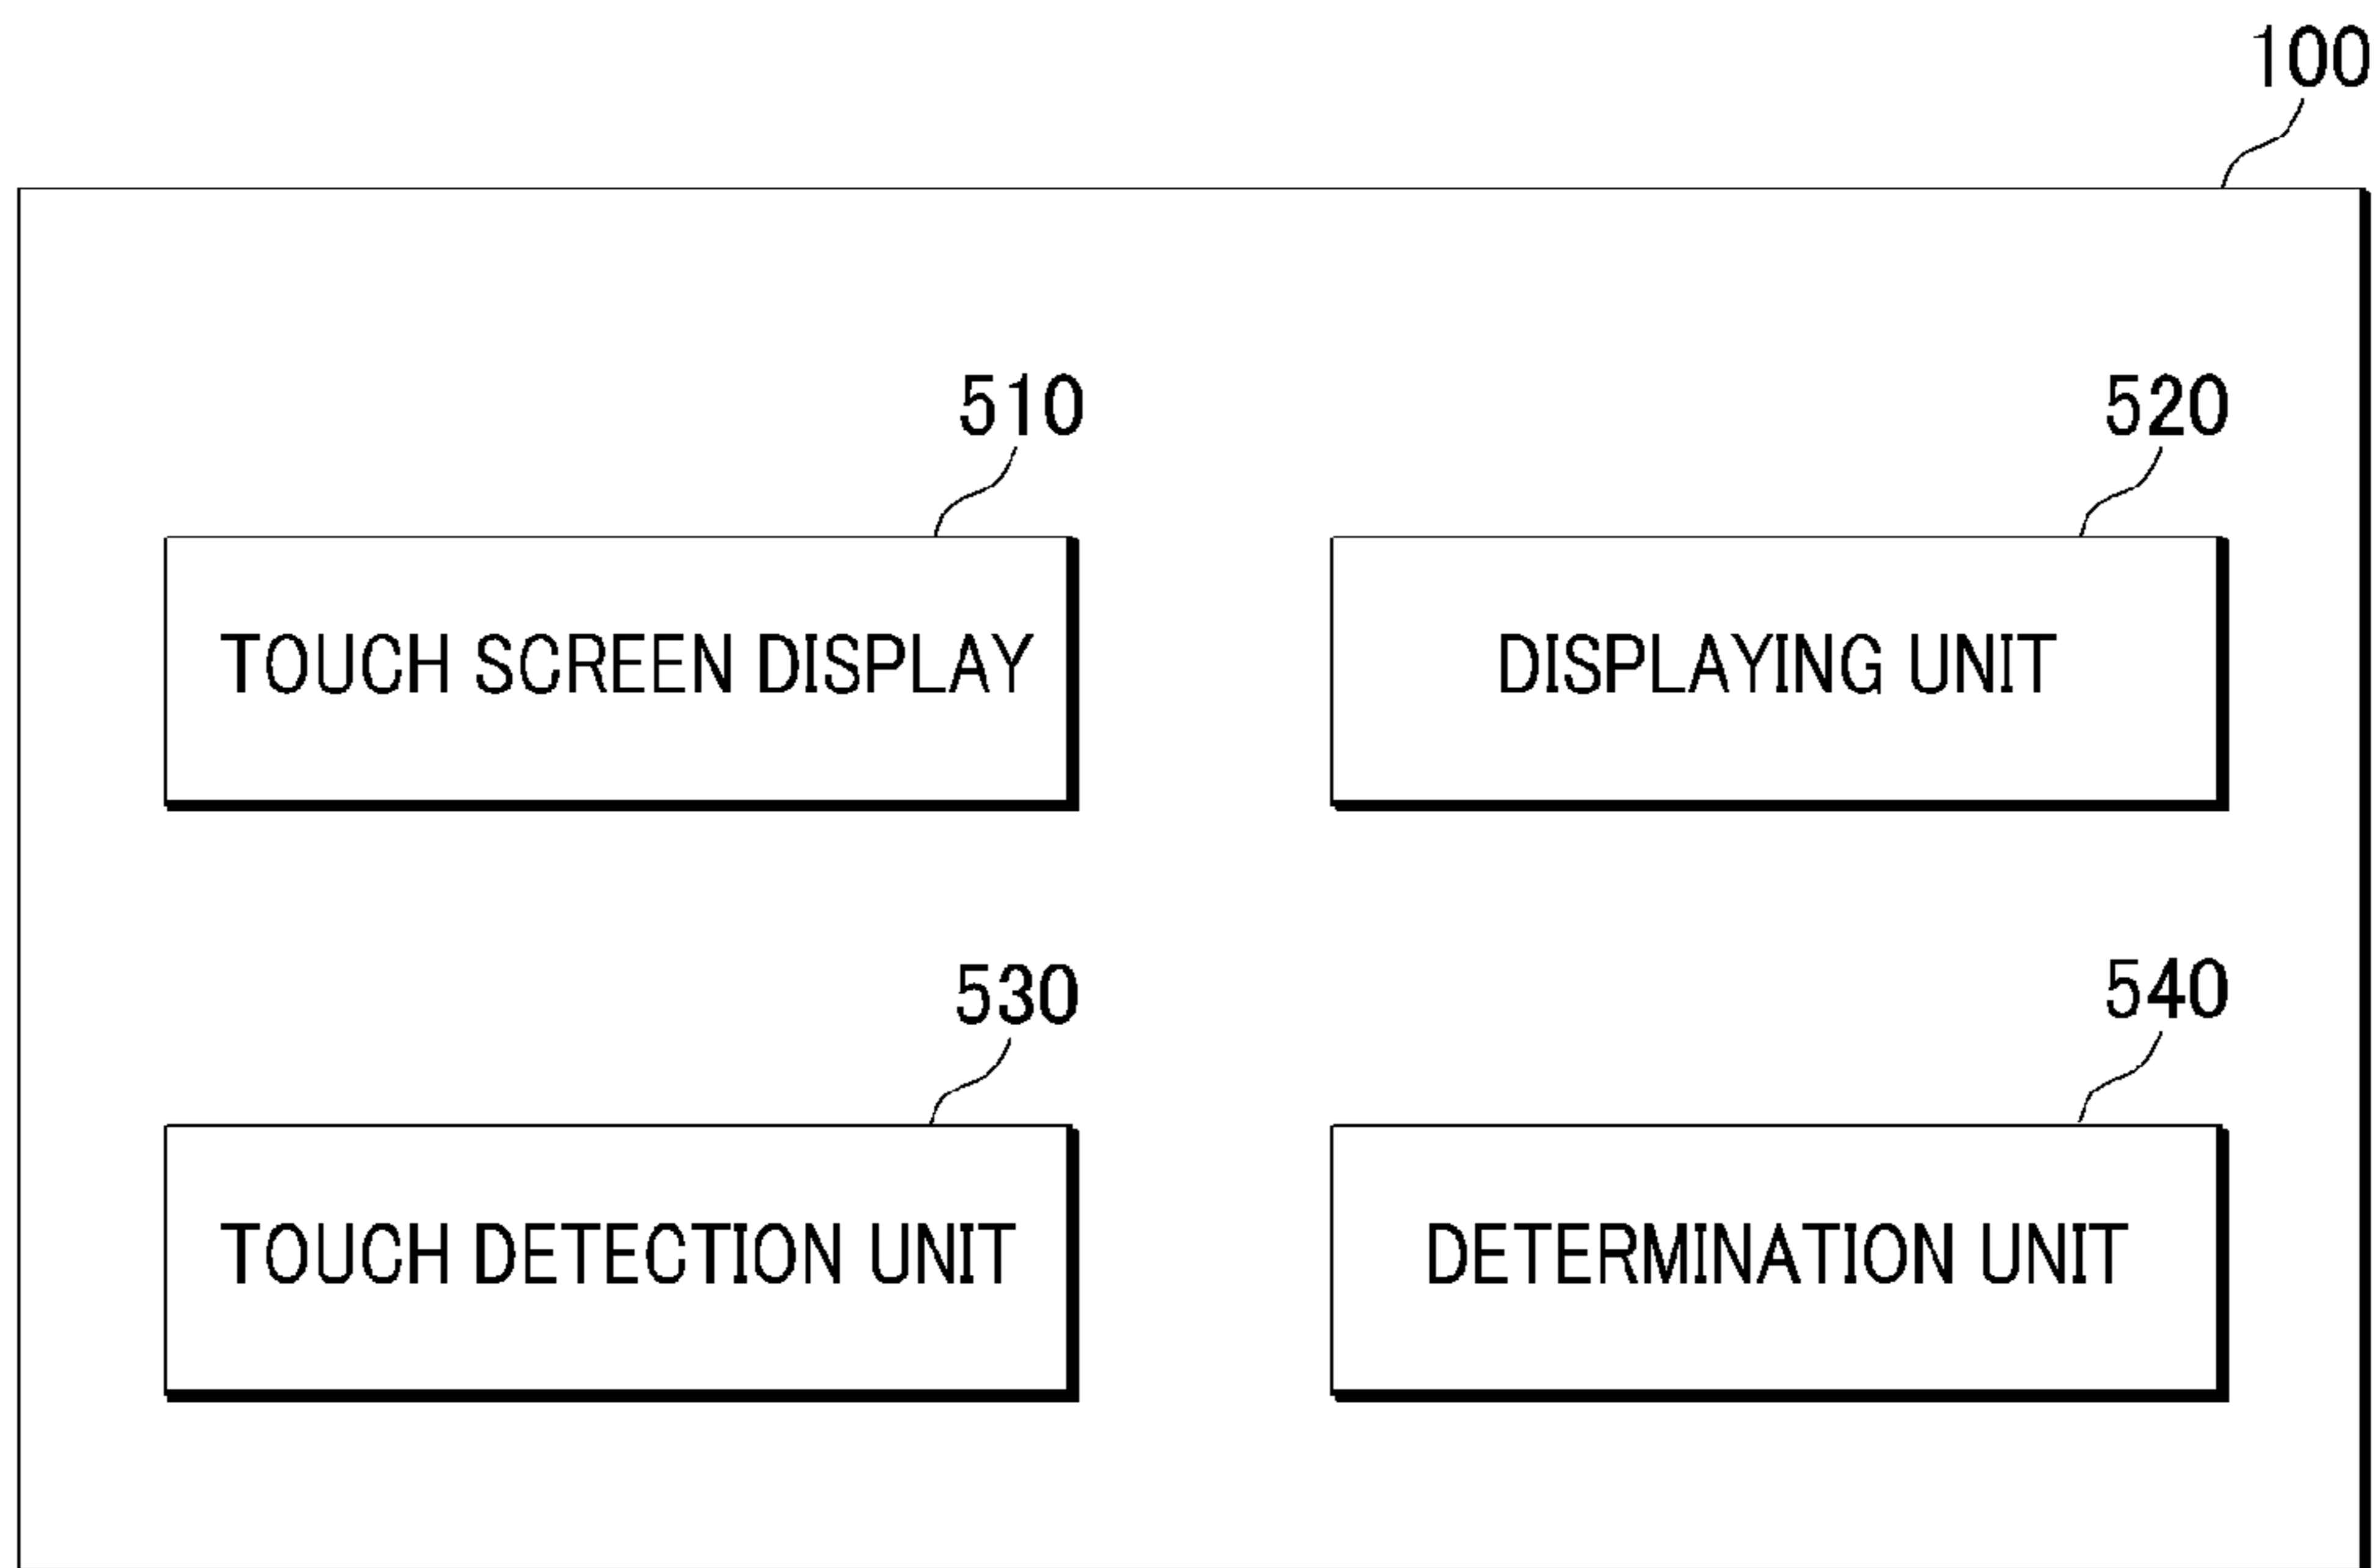 100
510
520
TOUCH SCREEN DISPLAY
DISPLAYING UNIT
530
540
TOUCH DETECTION UNIT
DETERMINATION UNIT